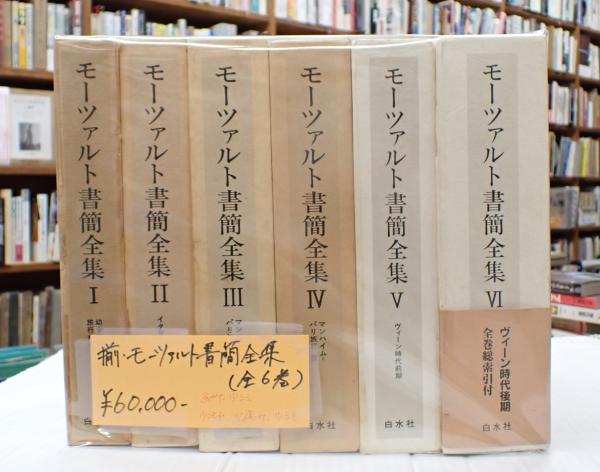 モーツァルト書簡全集 I
モーツァルト書簡全集 II
モーツァルト書簡全集 III
モーツァルト書簡全集 IV
マンハイム=
パリ旅
モーツァルト書簡全集 V
ヴィーン時代前期
モーツァルト書簡全集 VI
ヴィーン時代後期
全巻総索引付
揃・モーツァルト書簡全集
(全6巻)
¥60,000-
白
白水社
白水社
白水社